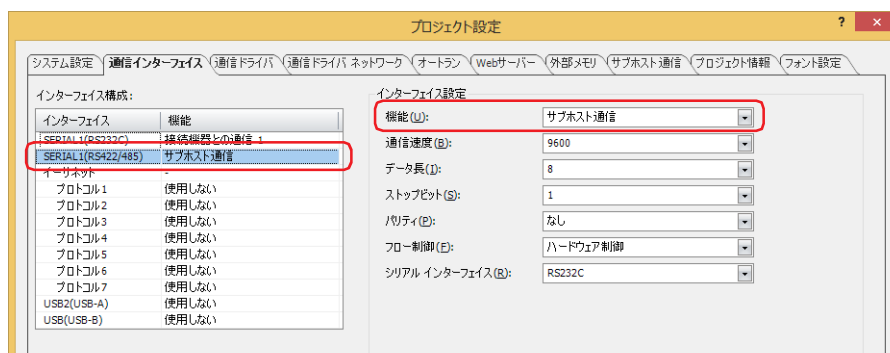 プロジェクト設定
? ×
システム設定 通信インターフェイス 通信ドライバ 通信ドライバ ネットワーク オートラン Webサーバー 外部メモリ サブホスト通信 プロジェクト情報 フォント設定
インターフェイス構成:
インターフェイス 機能
SERIAL1(RS232C) 接続機器との通信 1
SERIAL1(RS422/485) サブホスト通信
イーサネット -
プロトコル1 使用しない
プロトコル2 使用しない
プロトコル3 使用しない
プロトコル4 使用しない
プロトコル5 使用しない
プロトコル6 使用しない
プロトコル7 使用しない
USB2(USB-A) 使用しない
USB(USB-B) 使用しない
インターフェイス設定
機能(U): サブホスト通信
通信速度(B): 9600
データ長(I): 8
ストップビット(S): 1
パリティ(P): なし
フロー制御(F): ハードウェア制御
シリアル インターフェイス(R): RS232C